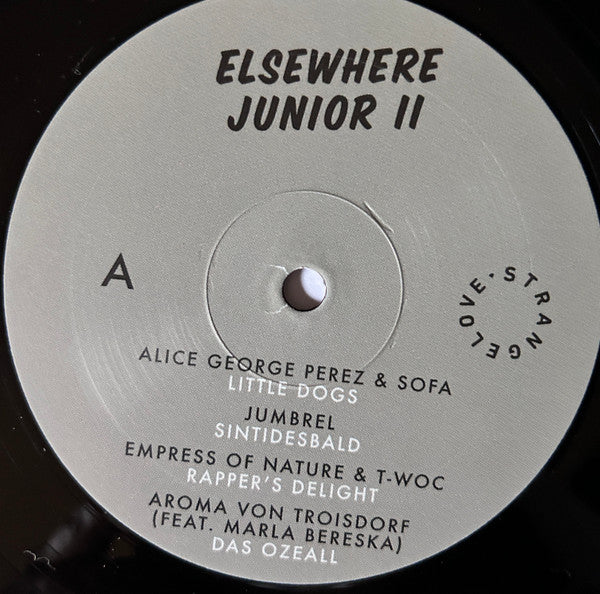 ELSEWHERE
JUNIOR II
A
STRANGELOVE·
ALICE GEORGE PEREZ & SOFA
LITTLE DOGS
JUMBREL
SINTIDESBALD
EMPRESS OF NATURE & T-WOC
RAPPER'S DELIGHT
AROMA VON TROISDORF
(FEAT. MARLA BERESKA)
DAS OZEALL